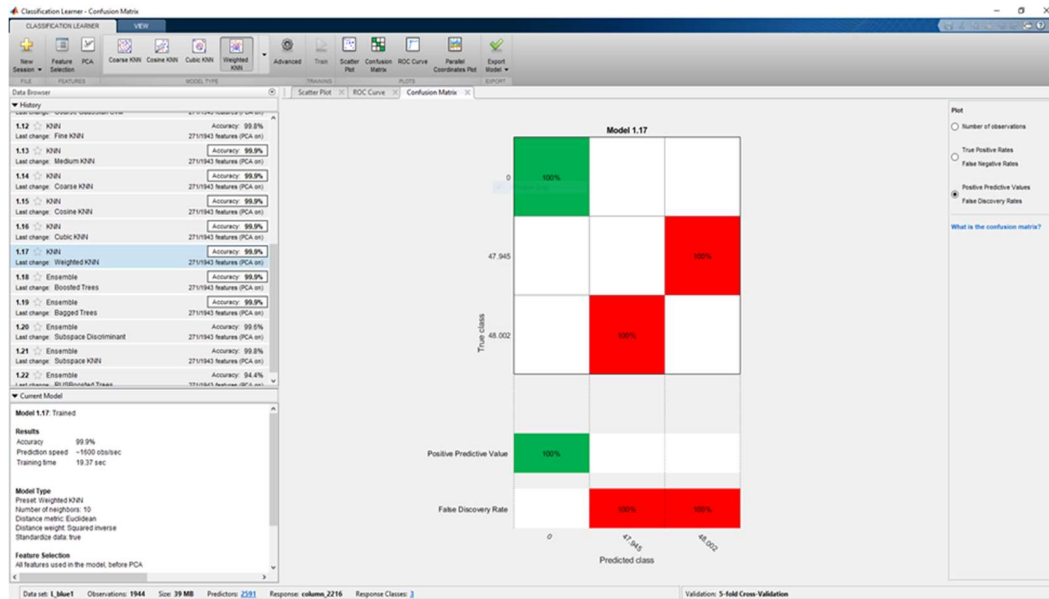 Classification Learner - Confusion Matrix
CLASSIFICATION LEARNER VIEW
New Session Feature Selection PCA Coarse KNN Cosine KNN Cubic KNN Weighted KNN Advanced Train Scatter Plot Confusion Matrix ROC Curve Parallel Coordinates Plot Export Model
FILE FEATURES MODEL TYPE TRAINING PLOTS EXPORT
Data Browser
Scatter Plot ROC Curve Confusion Matrix
History
1.12 KNN Accuracy: 99.8%
Last change: Fine KNN 271/1943 features (PCA on)
1.13 KNN Accuracy: 99.9%
Last change: Medium KNN 271/1943 features (PCA on)
1.14 KNN Accuracy: 99.9%
Last change: Coarse KNN 271/1943 features (PCA on)
1.15 KNN Accuracy: 99.9%
Last change: Cosine KNN 271/1943 features (PCA on)
1.16 KNN Accuracy: 99.9%
Last change: Cubic KNN 271/1943 features (PCA on)
1.17 KNN Accuracy: 99.9%
Last change: Weighted KNN 271/1943 features (PCA on)
1.18 Ensemble Accuracy: 99.9%
Last change: Boosted Trees 271/1943 features (PCA on)
1.19 Ensemble Accuracy: 99.9%
Last change: Bagged Trees 271/1943 features (PCA on)
1.20 Ensemble Accuracy: 99.6%
Last change: Subspace Discriminant 271/1943 features (PCA on)
1.21 Ensemble Accuracy: 99.8%
Last change: Subspace KNN 271/1943 features (PCA on)
1.22 Ensemble Accuracy: 94.4%
Last change: RUSBoosted Trees 271/1943 features (PCA on)
Current Model
Model 1.17: Trained
Results
Accuracy 99.9%
Prediction speed ~1600 obs/sec
Training time 19.37 sec
Model Type
Preset: Weighted KNN
Number of neighbors: 10
Distance metric: Euclidean
Distance weight: Squared inverse
Standardize data: true
Feature Selection
All features used in the model, before PCA
Model 1.17
0 100%
47.945 100%
48.002 100%
True class
Positive Predictive Value 100%
False Discovery Rate 100% 100%
0 47.945 48.002
Predicted class
Plot
Number of observations
True Positive Rates
False Negative Rates
Positive Predictive Values
False Discovery Rates
What is the confusion matrix?
Data set: L_blue1 Observations: 1944 Size: 39 MB Predictors: 2591 Response: column_2216 Response Classes: 3 Validation: 5-fold Cross-Validation